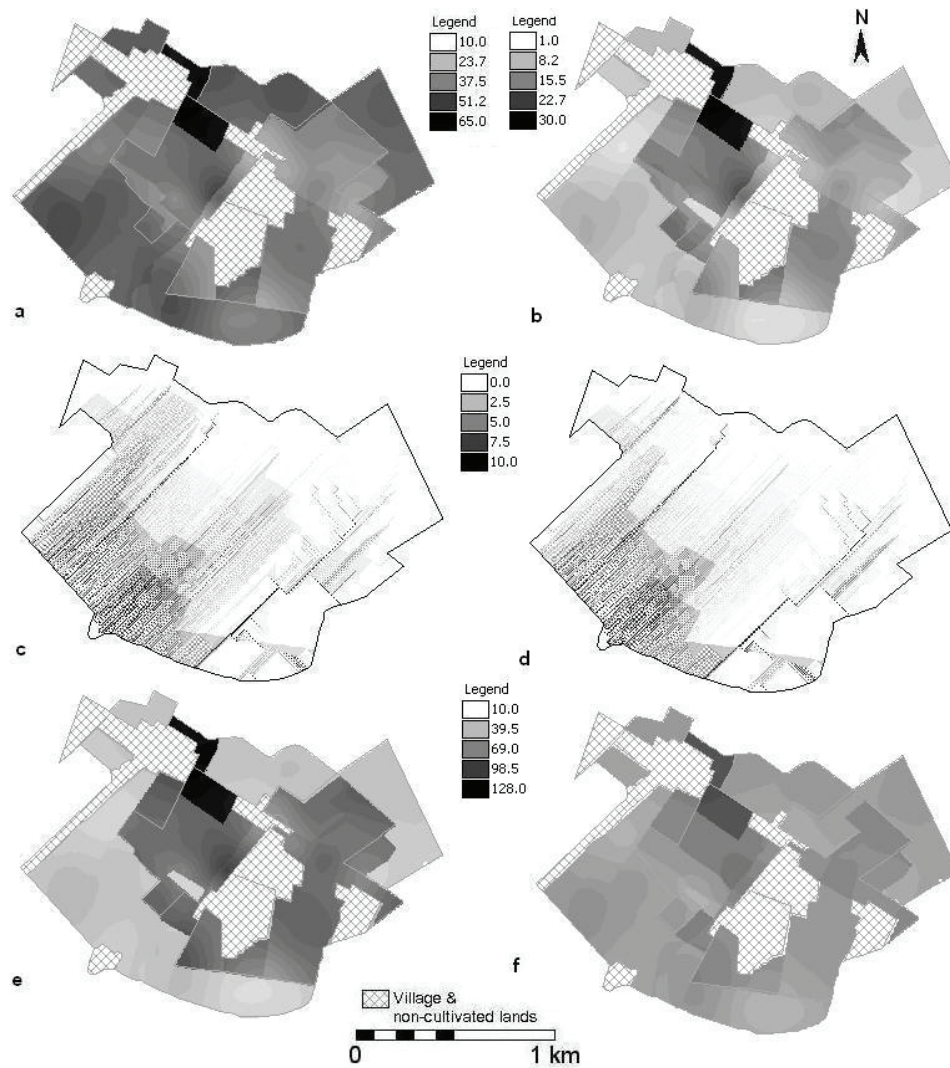 Legend
10.0
23.7
37.5
51.2
65.0
Legend
1.0
8.2
15.5
22.7
30.0
N
a
b
Legend
0.0
2.5
5.0
7.5
10.0
c
d
Legend
10.0
39.5
69.0
98.5
128.0
e
f
Village &
non-cultivated lands
0 1 km